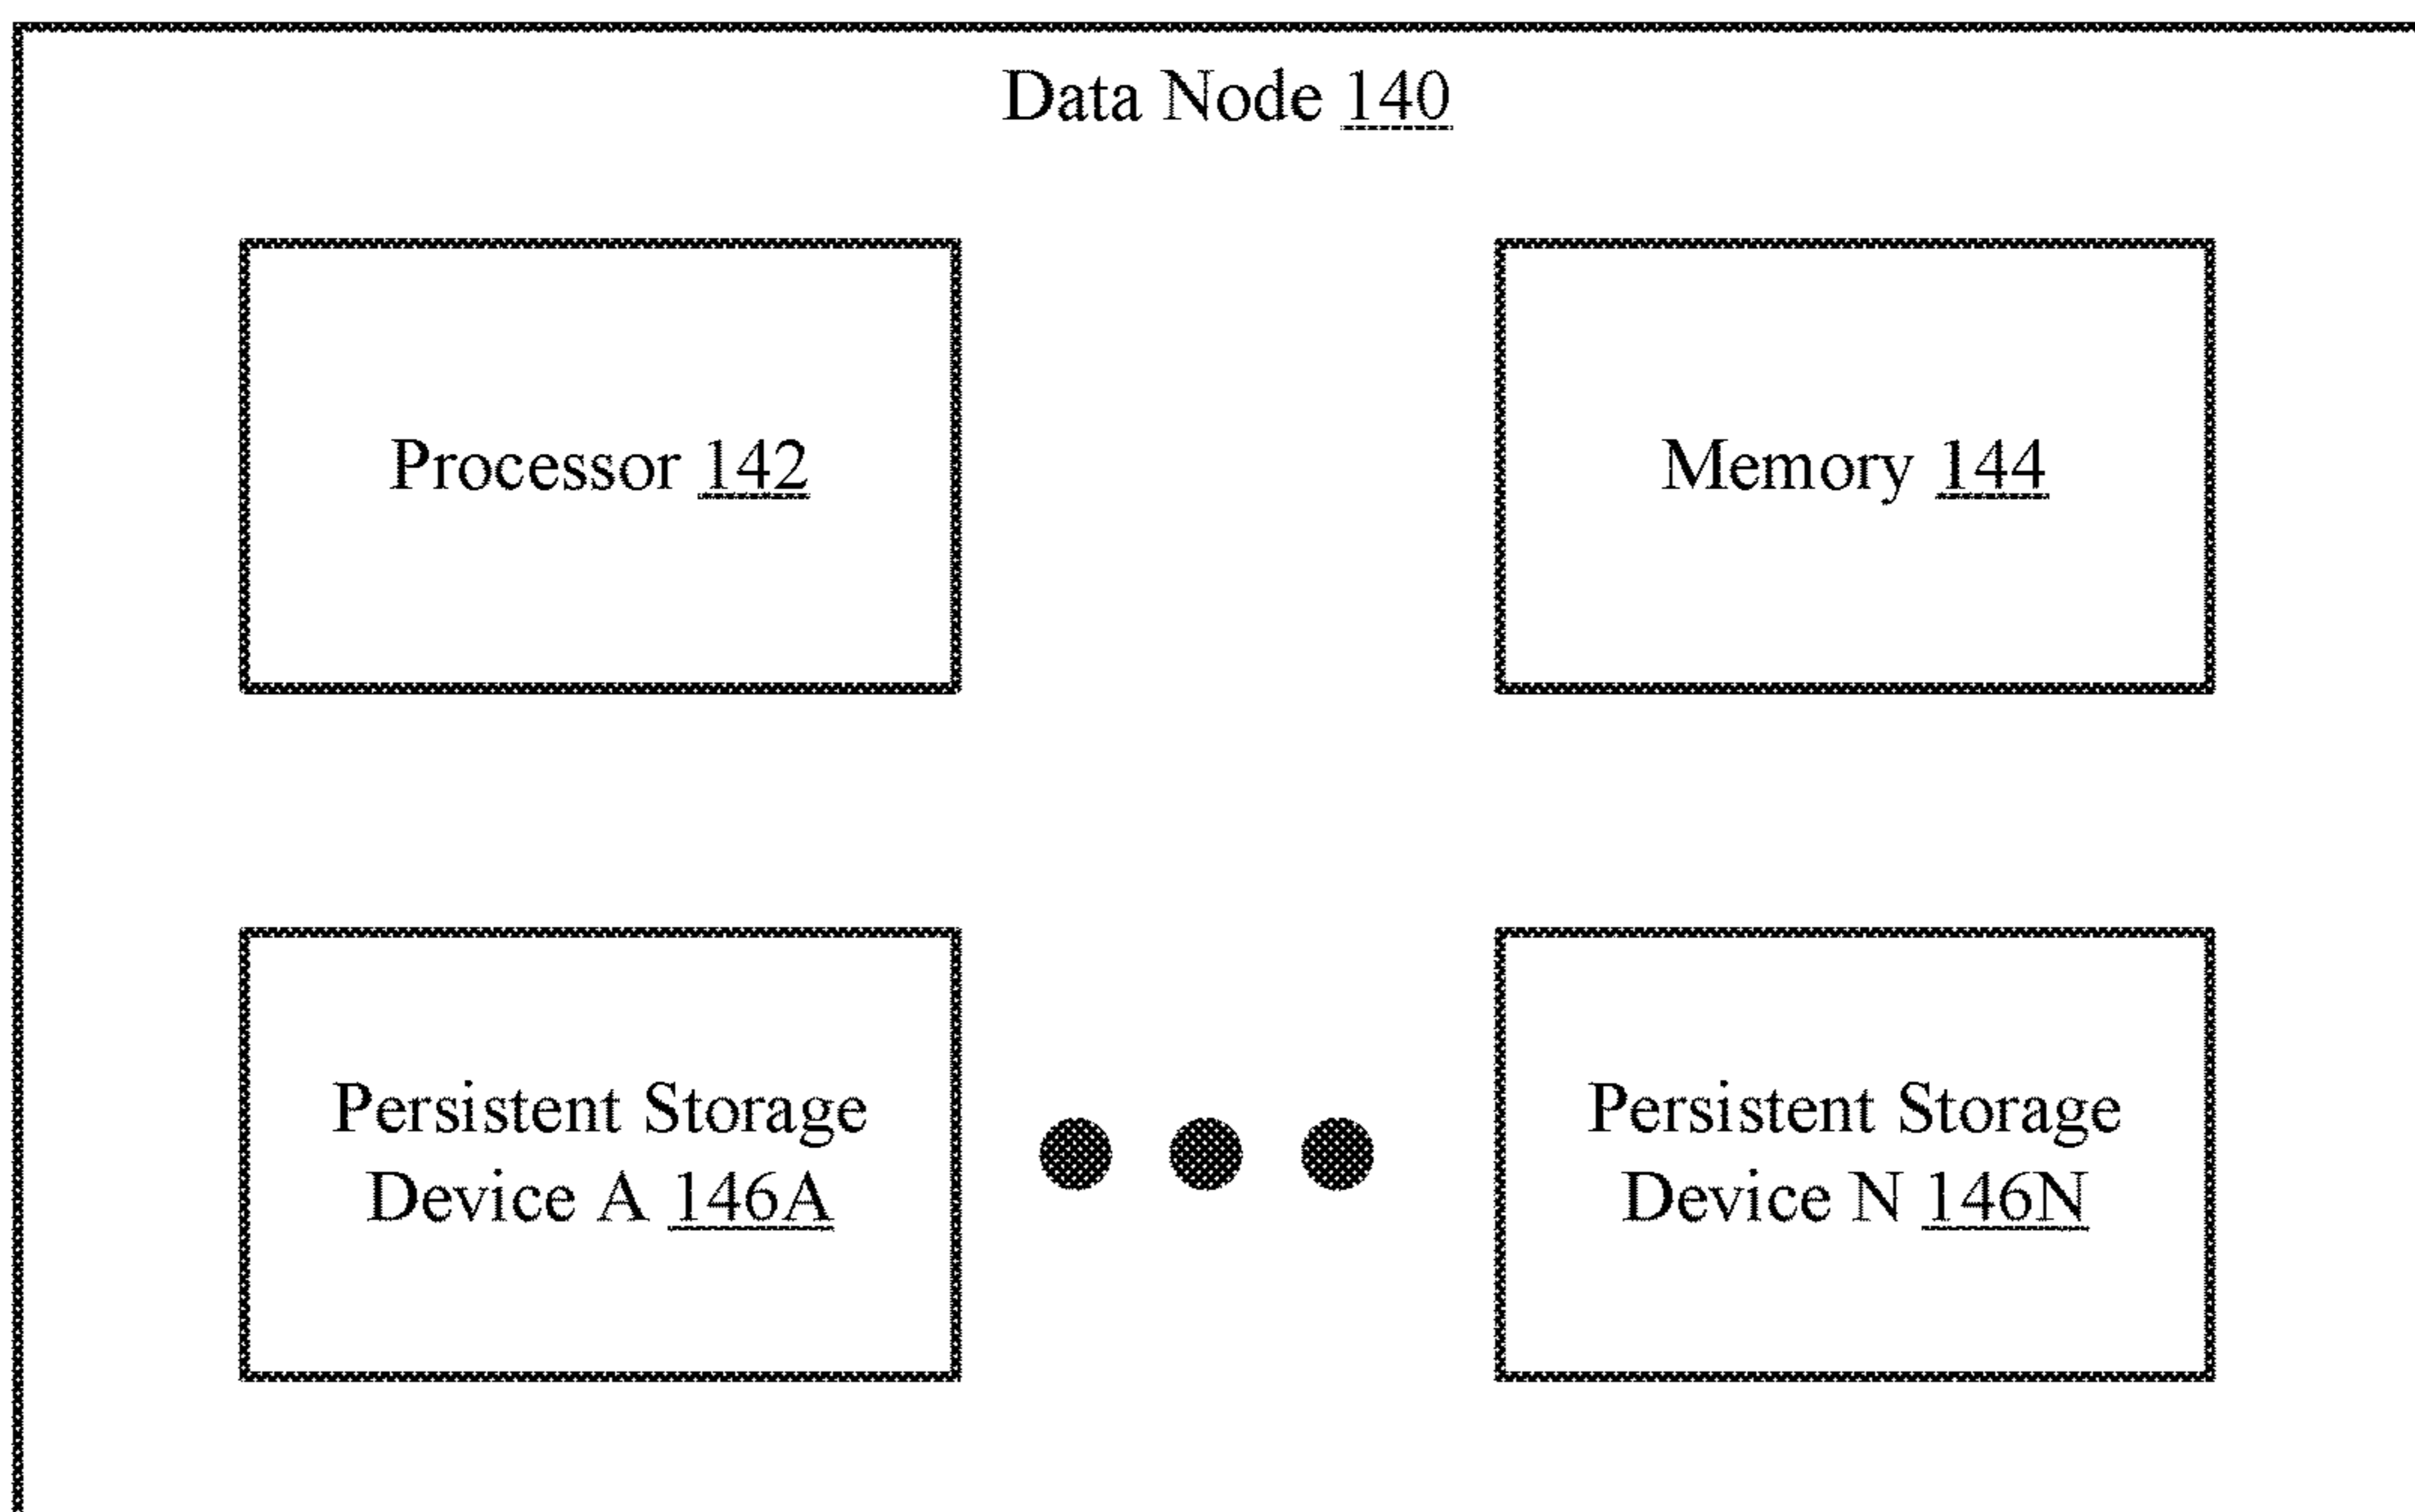 Data Node 140
Processor 142
Memory 144
Persistent Storage
Device A 146A
Persistent Storage
Device N 146N